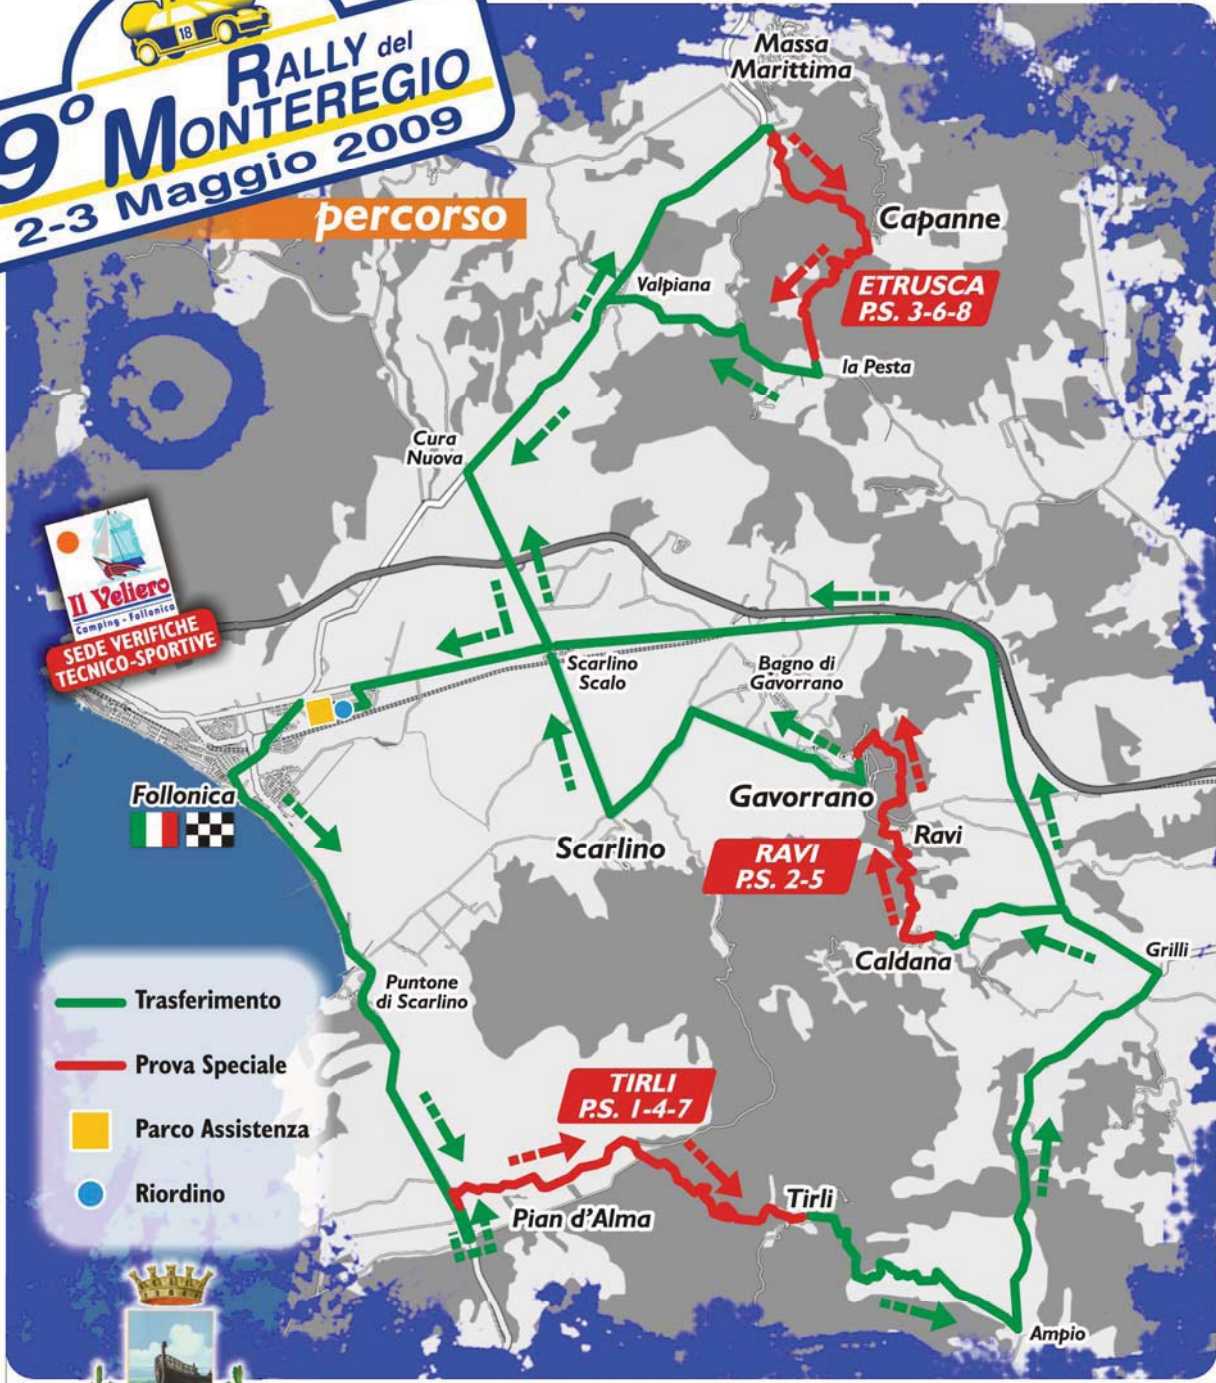 18
RALLY del
9° MONTEREGIO
2-3 Maggio 2009
percorso
Massa
Marittima
Capanne
Valpiana
ETRUSCA
P.S. 3-6-8
la Pesta
Cura
Nuova
Il Veliero
Camping - Follonica
SEDE VERIFICHE
TECNICO-SPORTIVE
Scarlino
Scalo
Bagno di
Gavorrano
Follonica
Gavorrano
Scarlino
Ravi
RAVI
P.S. 2-5
Caldana
Grilli
Puntone
di Scarlino
Trasferimento
Prova Speciale
Parco Assistenza
Riordino
TIRLI
P.S. 1-4-7
Tirli
Pian d'Alma
Ampio